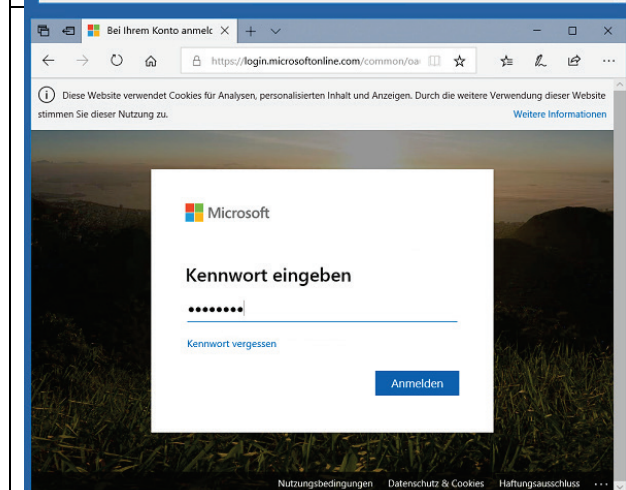 Bei Ihrem Konto anmelc
https://login.microsoftonline.com/common/oa
Diese Website verwendet Cookies für Analysen, personalisierten Inhalt und Anzeigen. Durch die weitere Verwendung dieser Website
stimmen Sie dieser Nutzung zu. Weitere Informationen
Microsoft
Kennwort eingeben
••••••••
Kennwort vergessen
Anmelden
Nutzungsbedingungen Datenschutz & Cookies Haftungsausschluss ...